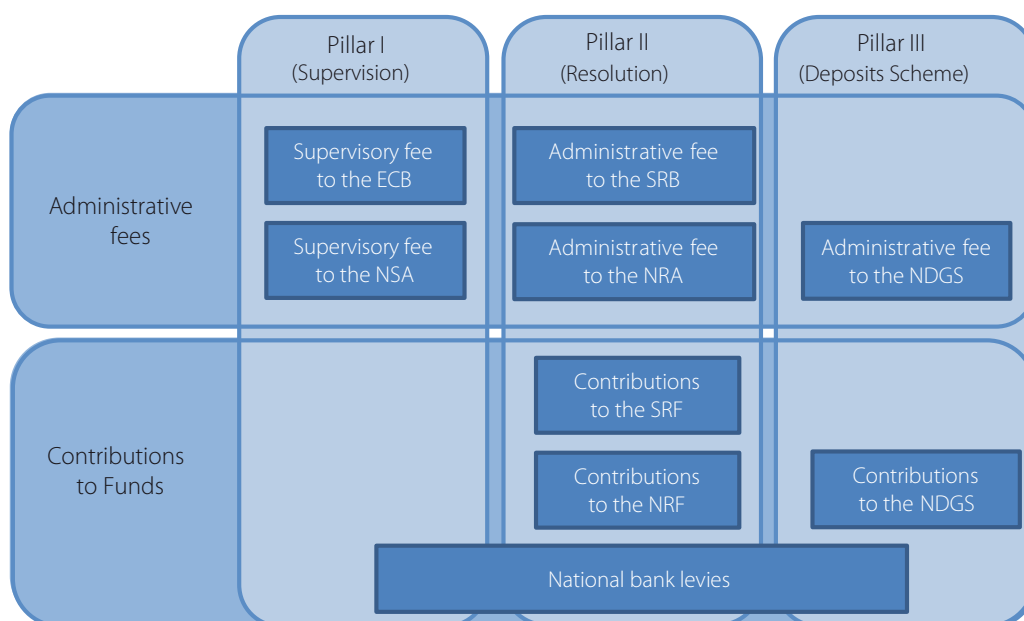 Pillar I
(Supervision)
Pillar II
(Resolution)
Pillar III
(Deposits Scheme)
Administrative
fees
Supervisory fee
to the ECB
Administrative fee
to the SRB
Supervisory fee
to the NSA
Administrative fee
to the NRA
Administrative fee
to the NDGS
Contributions
to Funds
Contributions
to the SRF
Contributions
to the NRF
Contributions
to the NDGS
National bank levies